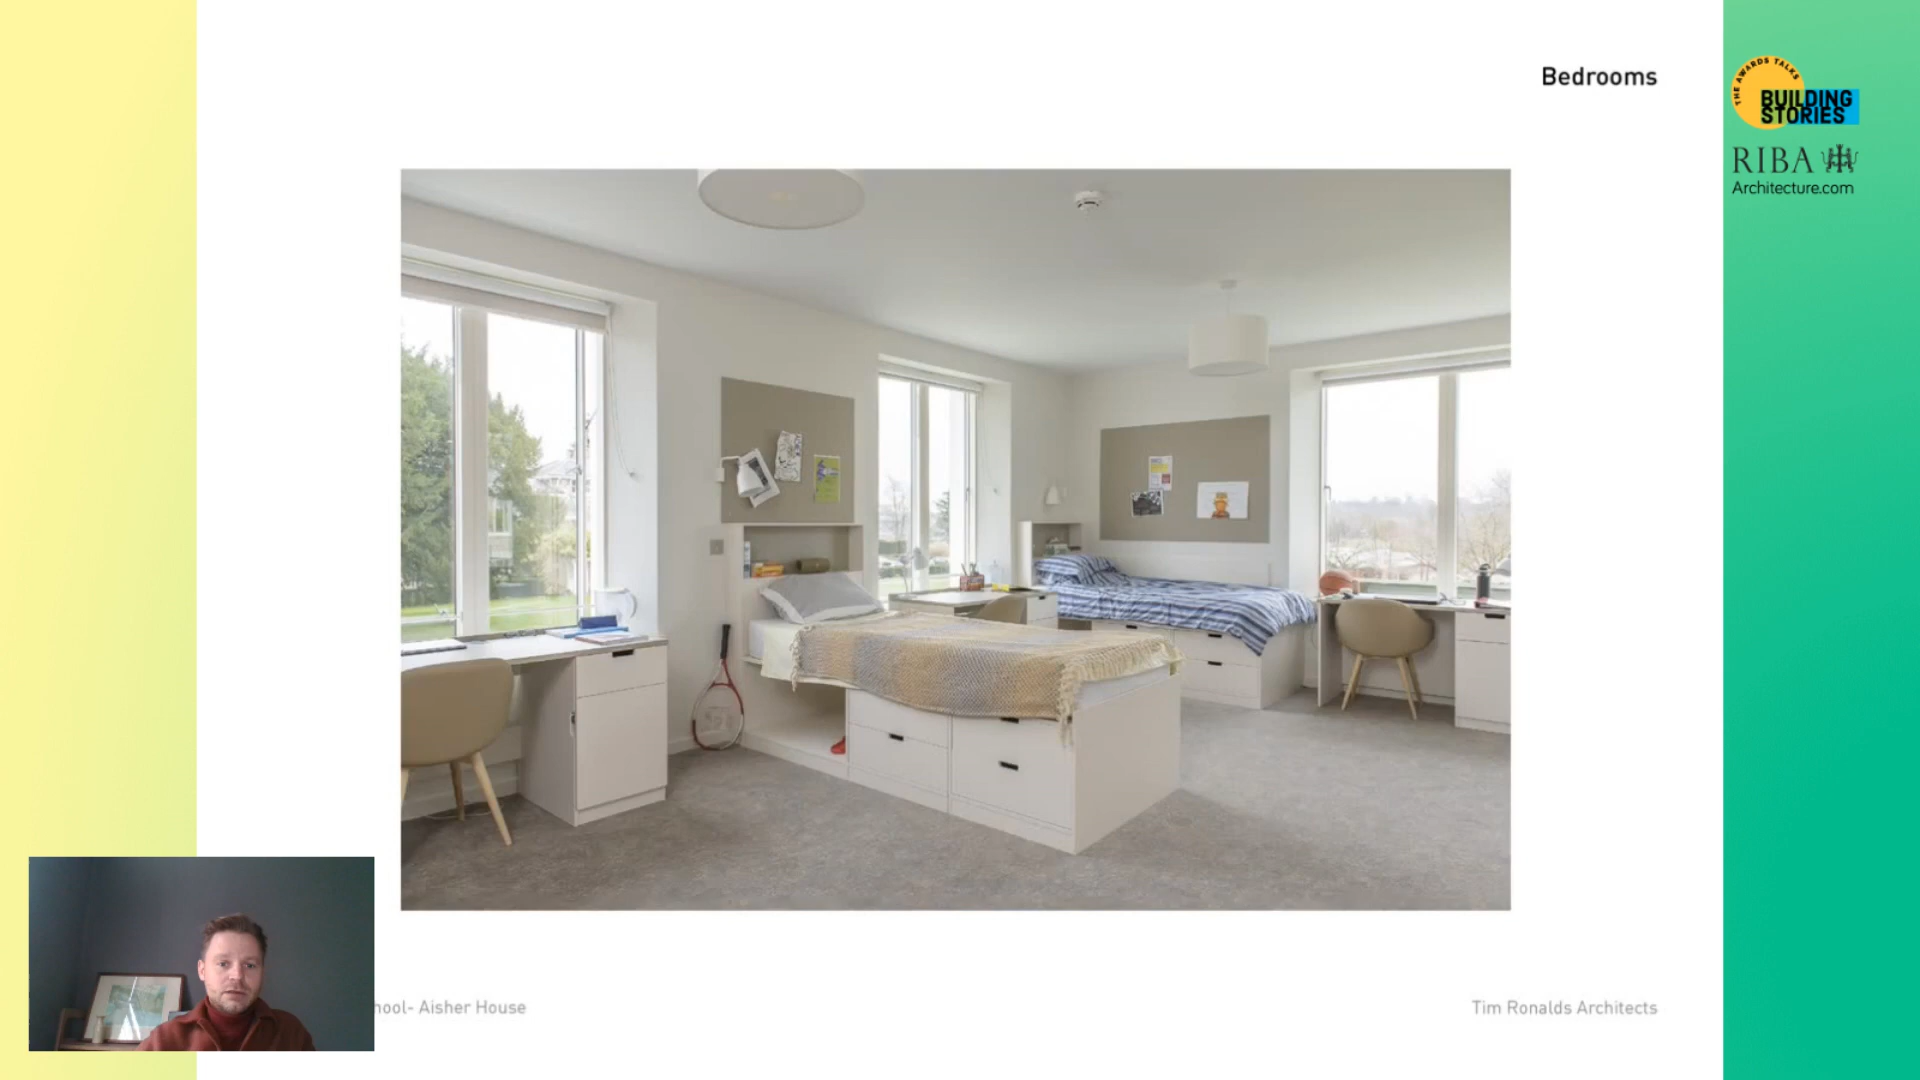 Bedrooms
THE AWARDS TALKS
BUILDING
STORIES
RIBA
Architecture.com
hool- Aisher House
Tim Ronalds Architects